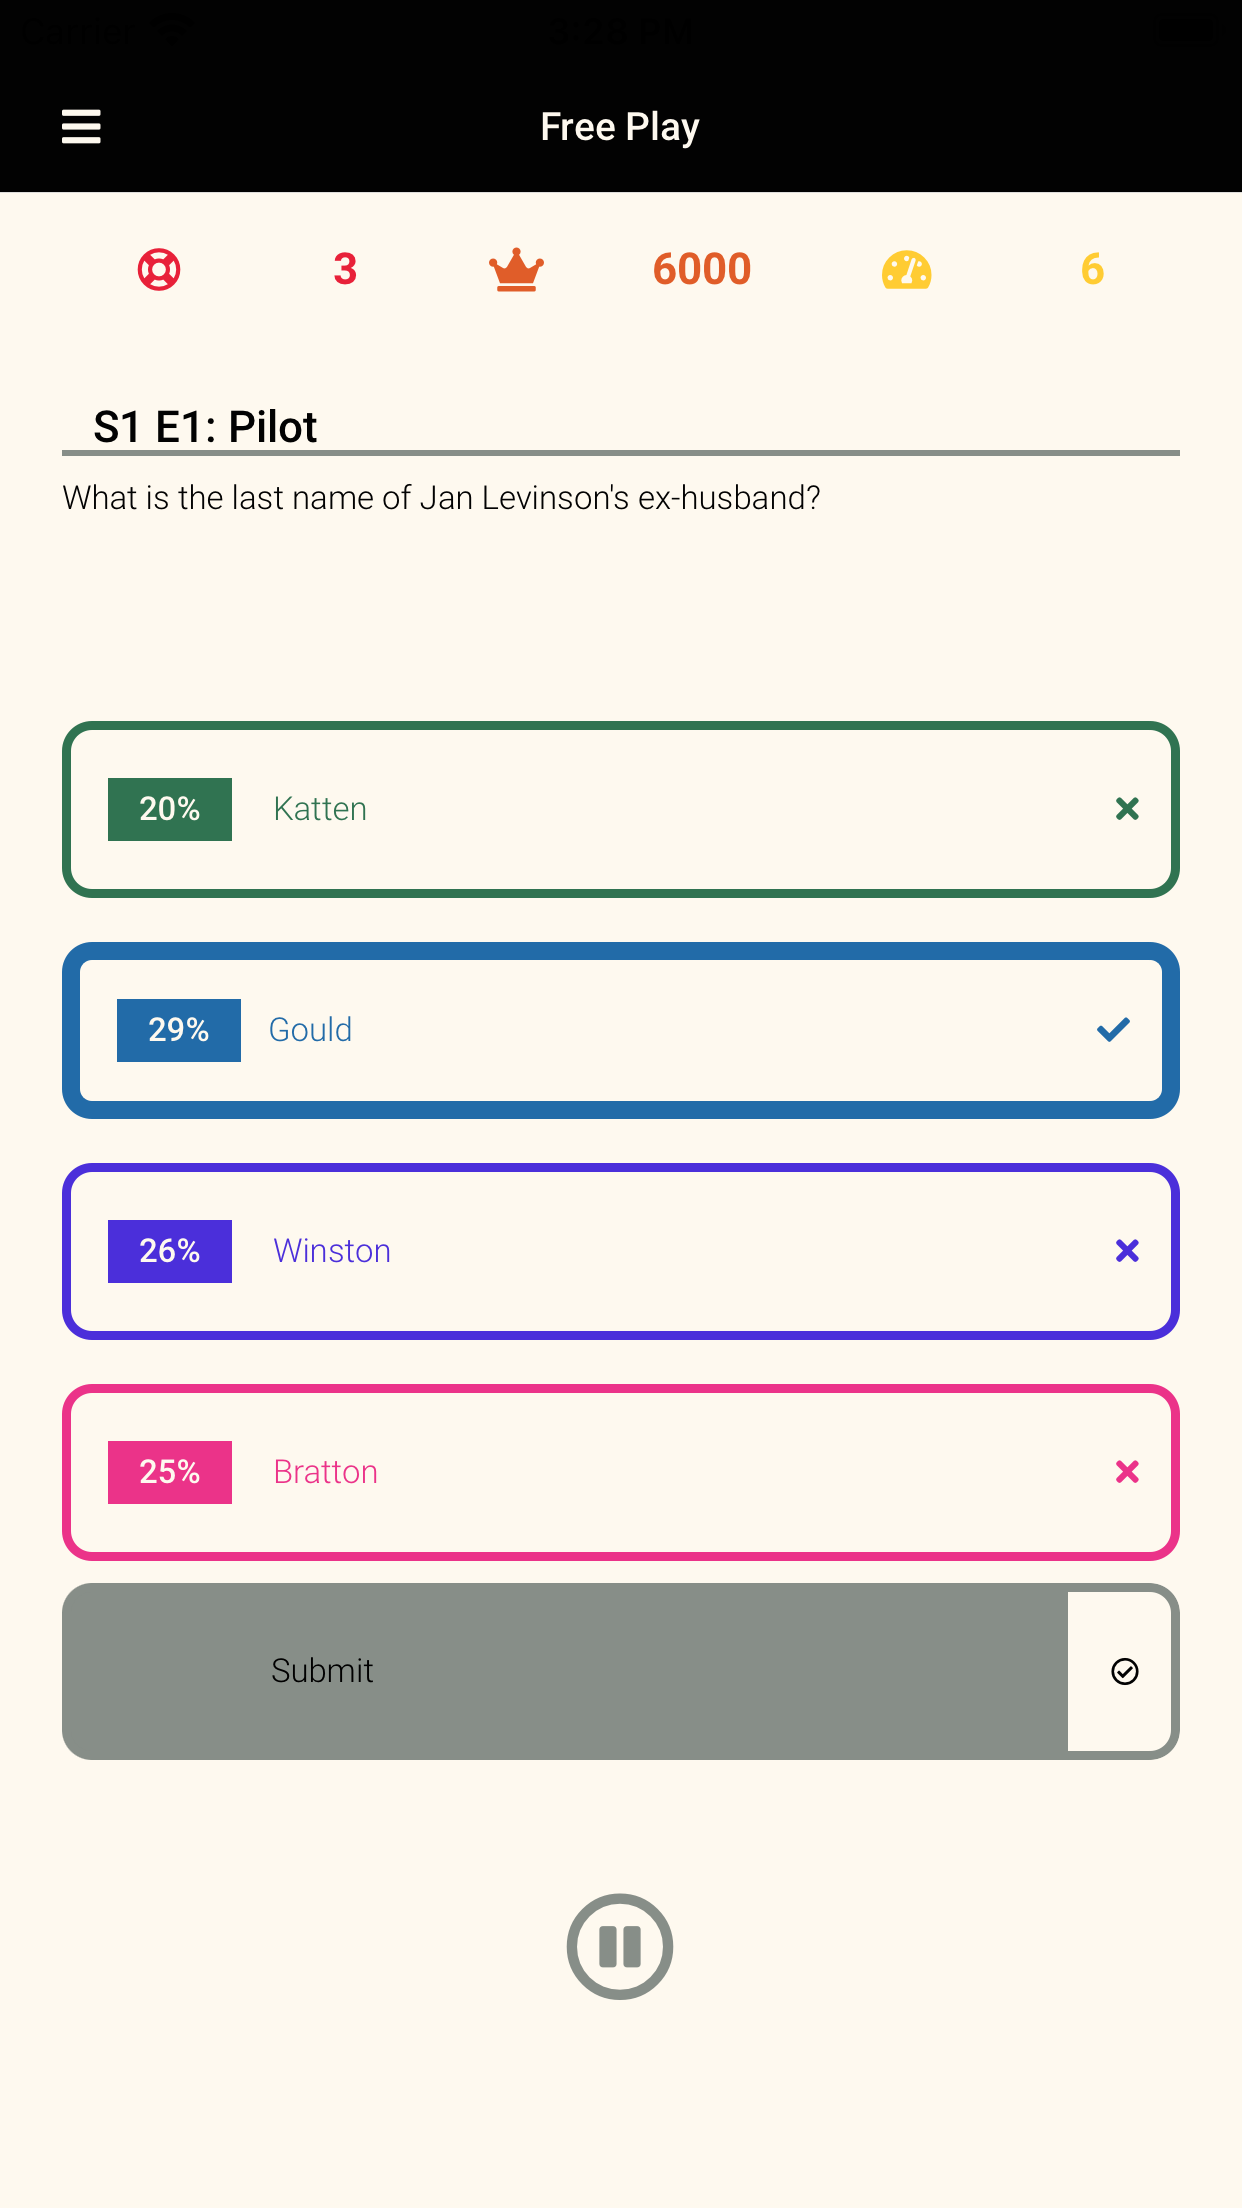 Carrier 3:28 PM
Free Play
3 6000 6
S1 E1: Pilot
What is the last name of Jan Levinson's ex-husband?
20% Katten
29% Gould
26% Winston
25% Bratton
Submit